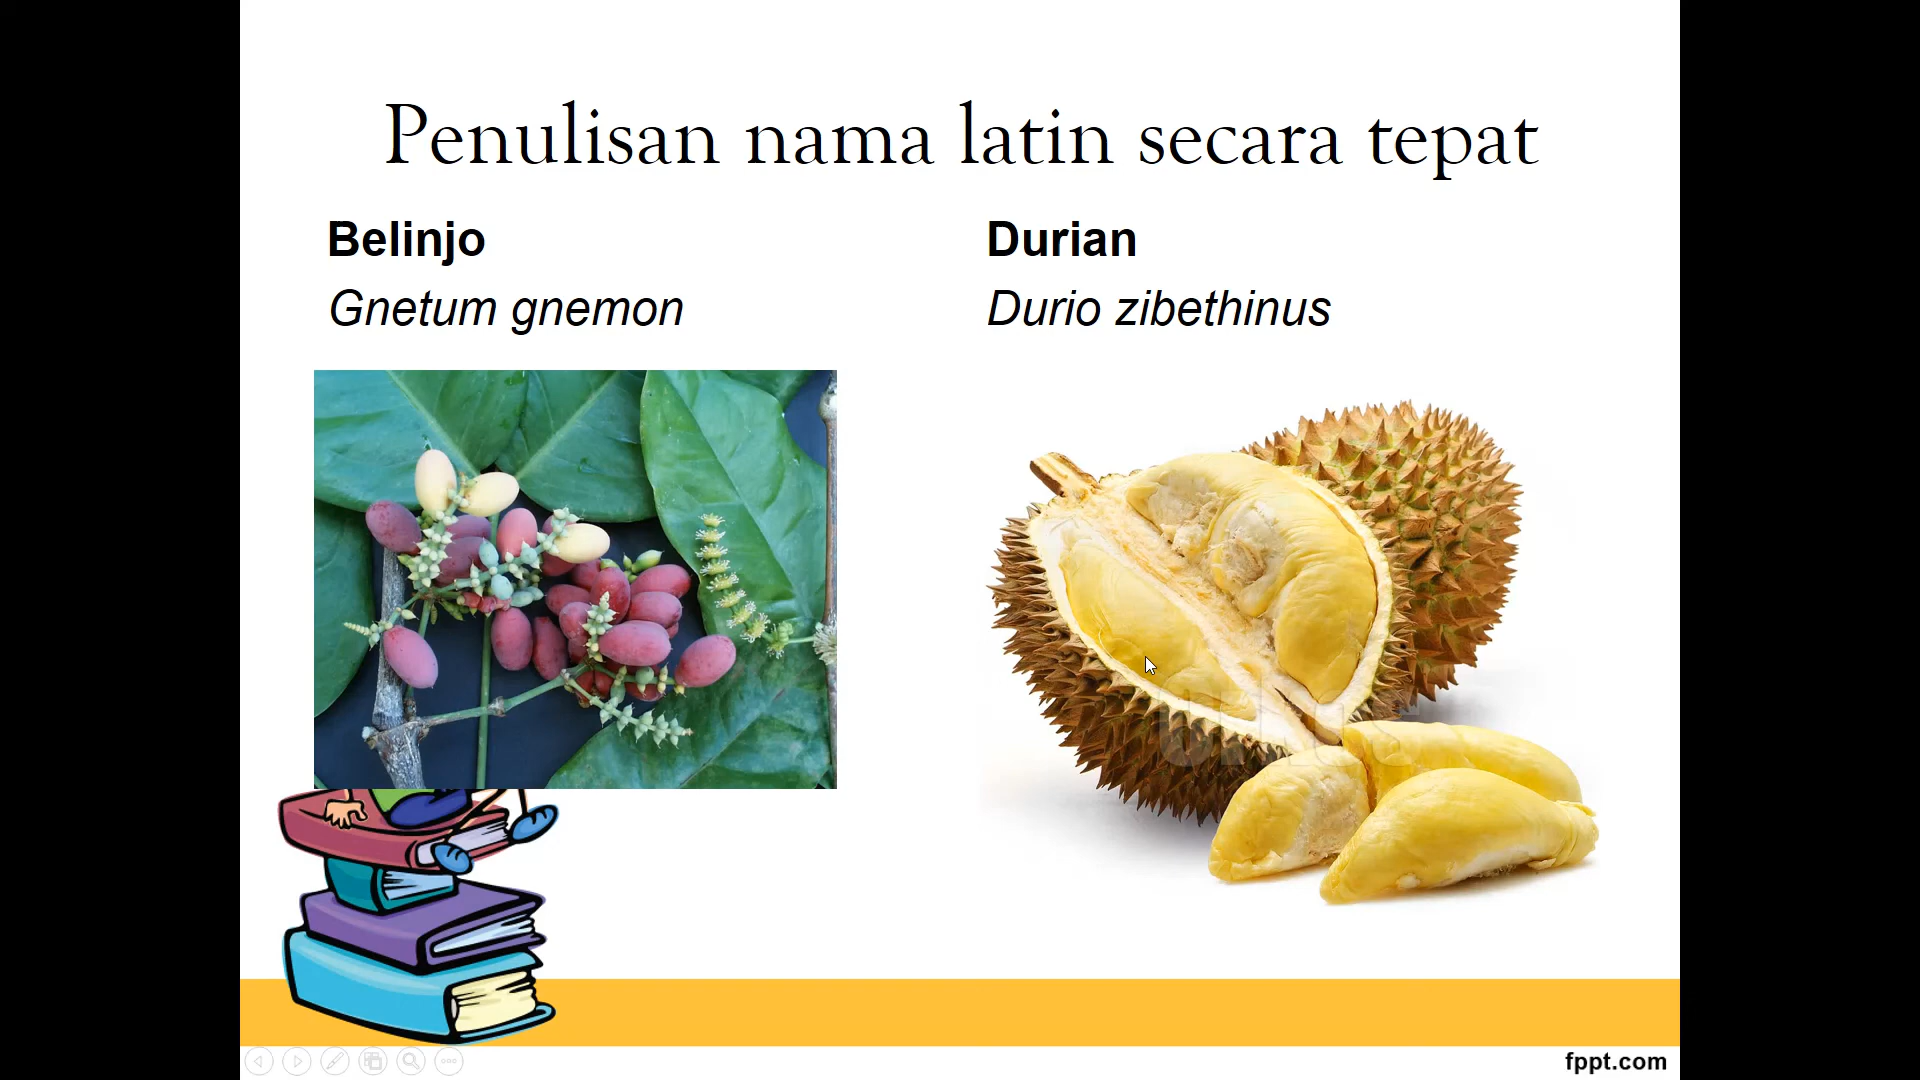 Penulisan nama latin secara tepat
Belinjo
Gnetum gnemon
Durian
Durio zibethinus
fppt.com